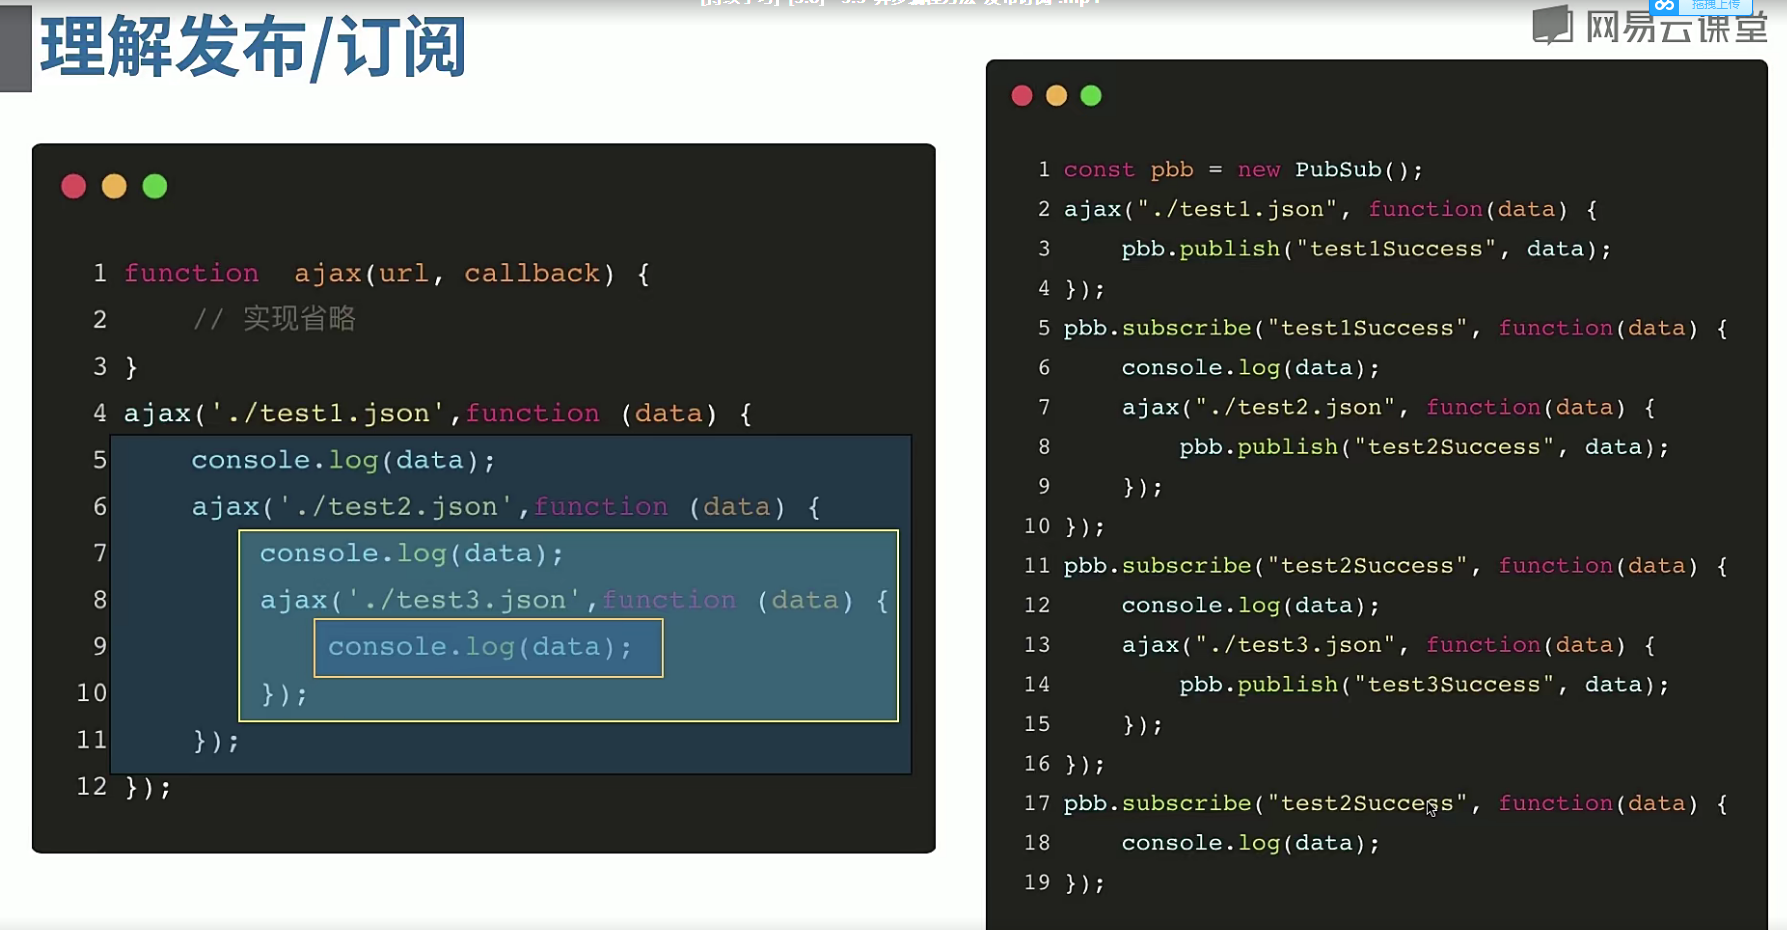 拖拽上传
理解发布/订阅
网易云课堂
1 function  ajax(url, callback) {
2     // 实现省略
3 }
4 ajax('./test1.json',function (data) {
5     console.log(data);
6     ajax('./test2.json',function (data) {
7         console.log(data);
8         ajax('./test3.json',function (data) {
9             console.log(data);
10         });
11     });
12 });
1 const pbb = new PubSub();
2 ajax("./test1.json", function(data) {
3     pbb.publish("test1Success", data);
4 });
5 pbb.subscribe("test1Success", function(data) {
6     console.log(data);
7     ajax("./test2.json", function(data) {
8         pbb.publish("test2Success", data);
9     });
10 });
11 pbb.subscribe("test2Success", function(data) {
12     console.log(data);
13     ajax("./test3.json", function(data) {
14         pbb.publish("test3Success", data);
15     });
16 });
17 pbb.subscribe("test2Success", function(data) {
18     console.log(data);
19 });